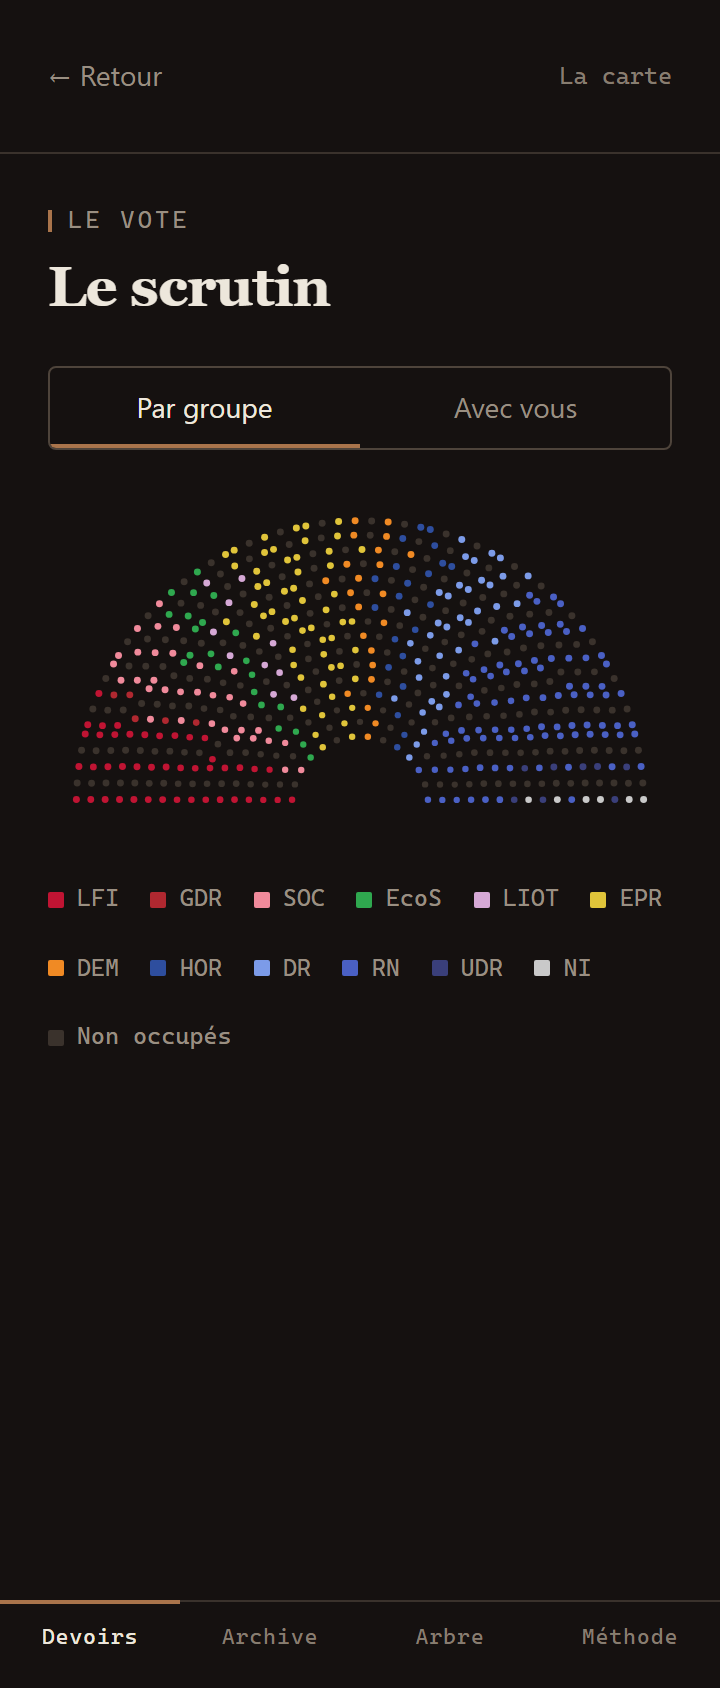 ← Retour
La carte
LE VOTE
Le scrutin
Par groupe
Avec vous
LFI GDR SOC EcoS LIOT EPR
DEM HOR DR RN UDR NI
Non occupés
Devoirs Archive Arbre Méthode